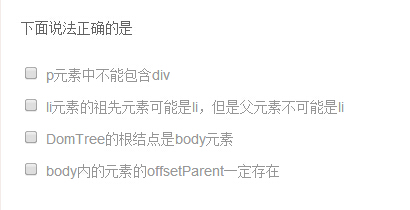 下面说法正确的是
p元素中不能包含div
li元素的祖先元素可能是li，但是父元素不可能是li
DomTree的根结点是body元素
body内的元素的offsetParent一定存在